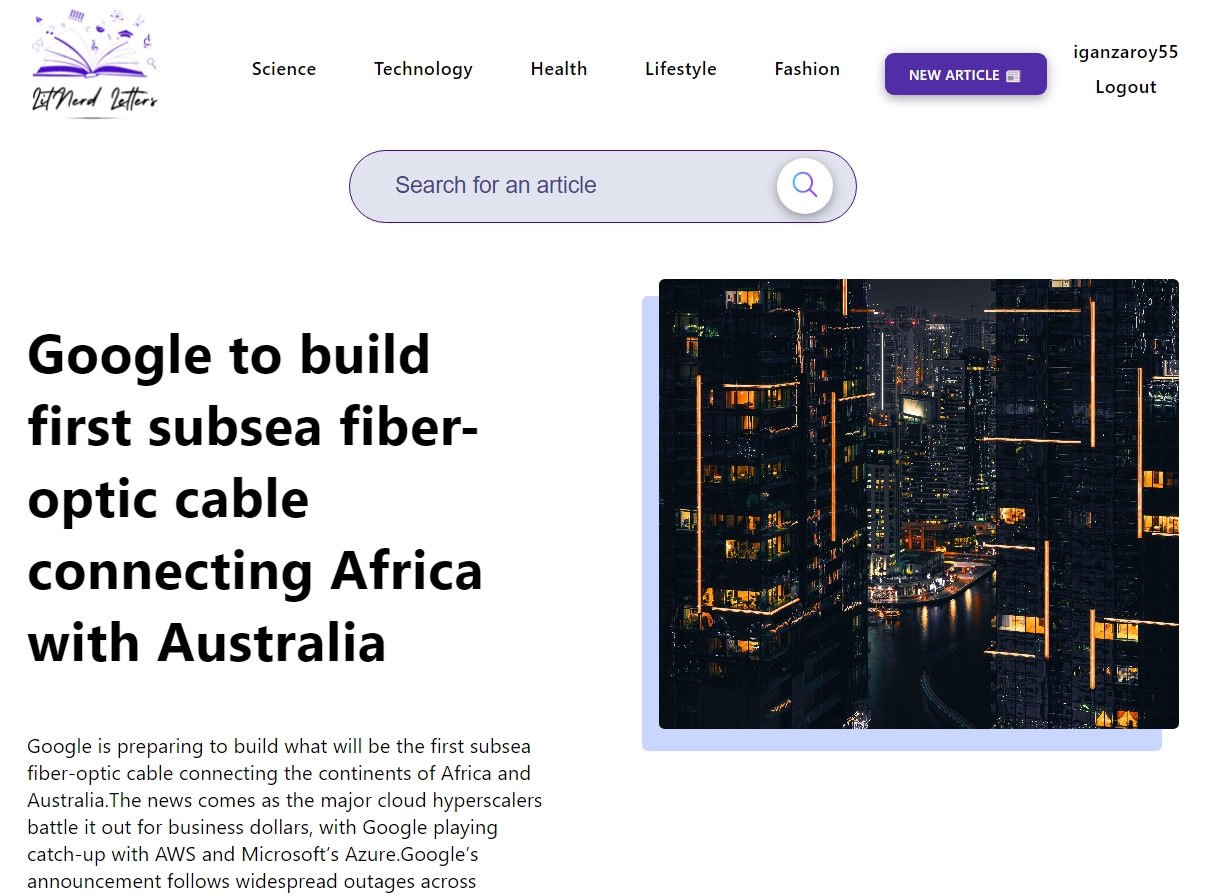 LitNerd Letters
Science
Technology
Health
Lifestyle
Fashion
NEW ARTICLE
iganzaroy55
Logout
Search for an article
Google to build
first subsea fiber-
optic cable
connecting Africa
with Australia
Google is preparing to build what will be the first subsea
fiber-optic cable connecting the continents of Africa and
Australia.The news comes as the major cloud hyperscalers
battle it out for business dollars, with Google playing
catch-up with AWS and Microsoft’s Azure.Google’s
announcement follows widespread outages across